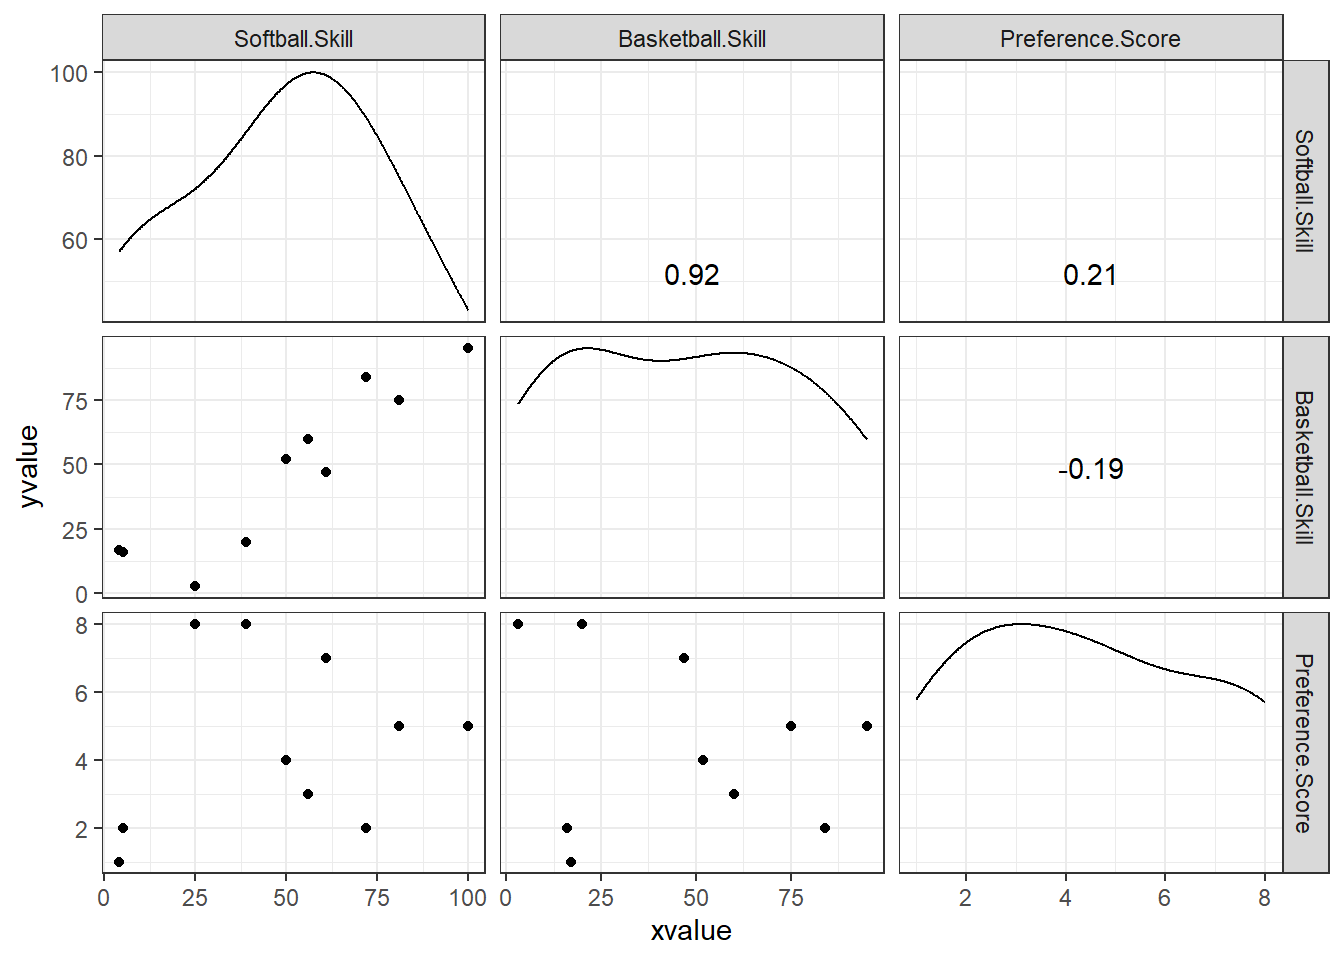 Softball.Skill Basketball.Skill Preference.Score
100
80
60
0.92 0.21
Softball.Skill
75
50
25
0
-0.19
Basketball.Skill
8
6
4
2
Preference.Score
0 25 50 75 100 0 25 50 75 2 4 6 8
xvalue
yvalue